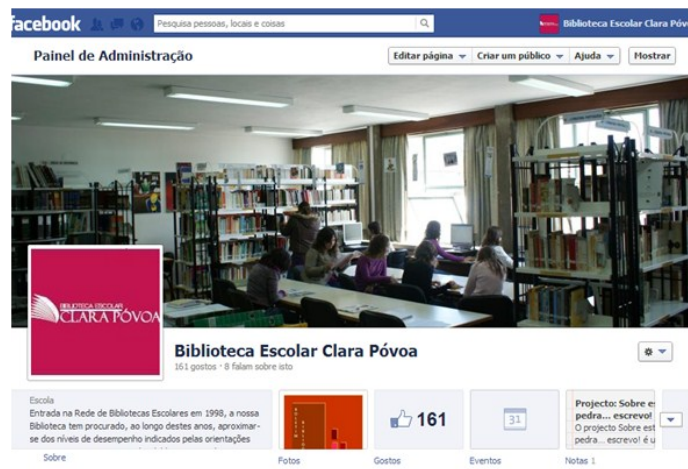 facebook
Pesquisa pessoas, locais e coisas
Biblioteca Escolar Clara Póvo
Painel de Administração
Editar página
Criar um público
Ajuda
Mostrar
BIBLIOTECA ESCOLAR
CLARA PÓVOA
Biblioteca Escolar Clara Póvoa
161 gostos · 8 falam sobre isto
Escola
Entrada na Rede de Bibliotecas Escolares em 1998, a nossa
Biblioteca tem procurado, ao longo destes anos, aproximar-
se dos níveis de desempenho indicados pelas orientações
Sobre
Fotos
161
Gostos
31
Eventos
Projecto: Sobre es
pedra... escrevo!
O projecto Sobre est
pedra... escrevo! é u
Notas 1